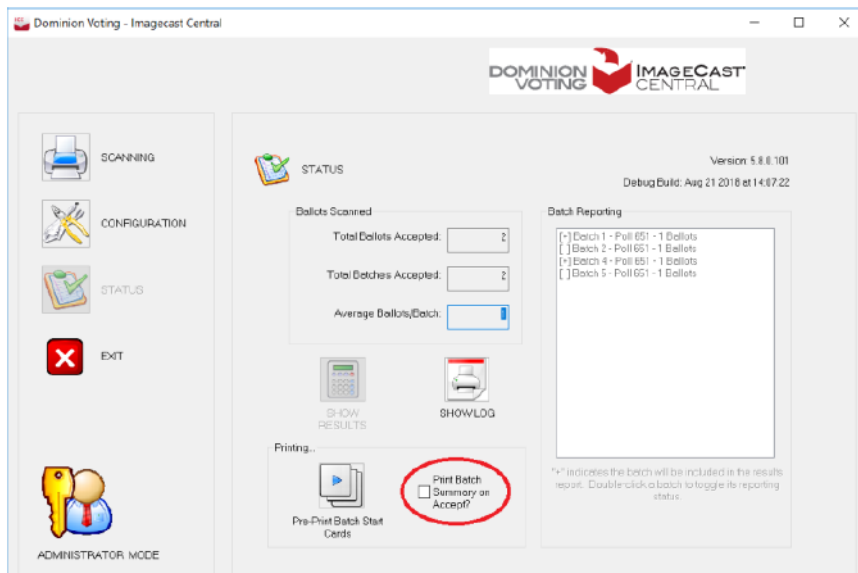 Dominion Voting - Imagecast Central
DOMINION VOTING
IMAGECAST CENTRAL
SCANNING
CONFIGURATION
STATUS
EXIT
ADMINISTRATOR MODE
STATUS
Version: 5.8.0.101
Debug Build: Aug 21 2018 at 14:07:22
Ballots Scanned
Total Ballots Accepted: 2
Total Batches Accepted: 2
Average Ballots/Batch: 1
SHOW
RESULTS
SHOW LOG
Printing...
Pre-Print Batch Start
Cards
Print Batch
Summary on
Accept?
Batch Reporting
[+] Batch 1 - Poll 651 - 1 Ballots
[ ] Batch 2 - Poll 651 - 1 Ballots
[+] Batch 4 - Poll 651 - 1 Ballots
[ ] Batch 5 - Poll 651 - 1 Ballots
"+" indicates the batch will be included in the results
report. Double-click a batch to toggle its reporting
status.